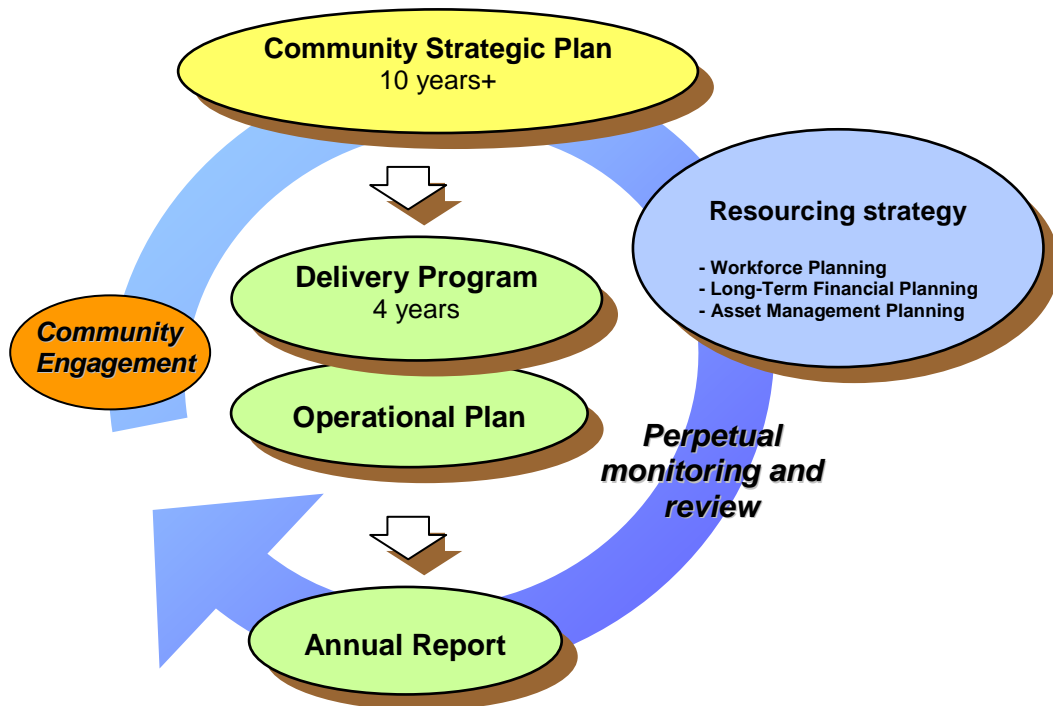 Community Strategic Plan
10 years+
Resourcing strategy
- Workforce Planning
- Long-Term Financial Planning
- Asset Management Planning
Delivery Program
4 years
Community
Engagement
Operational Plan
Perpetual
monitoring and
review
Annual Report